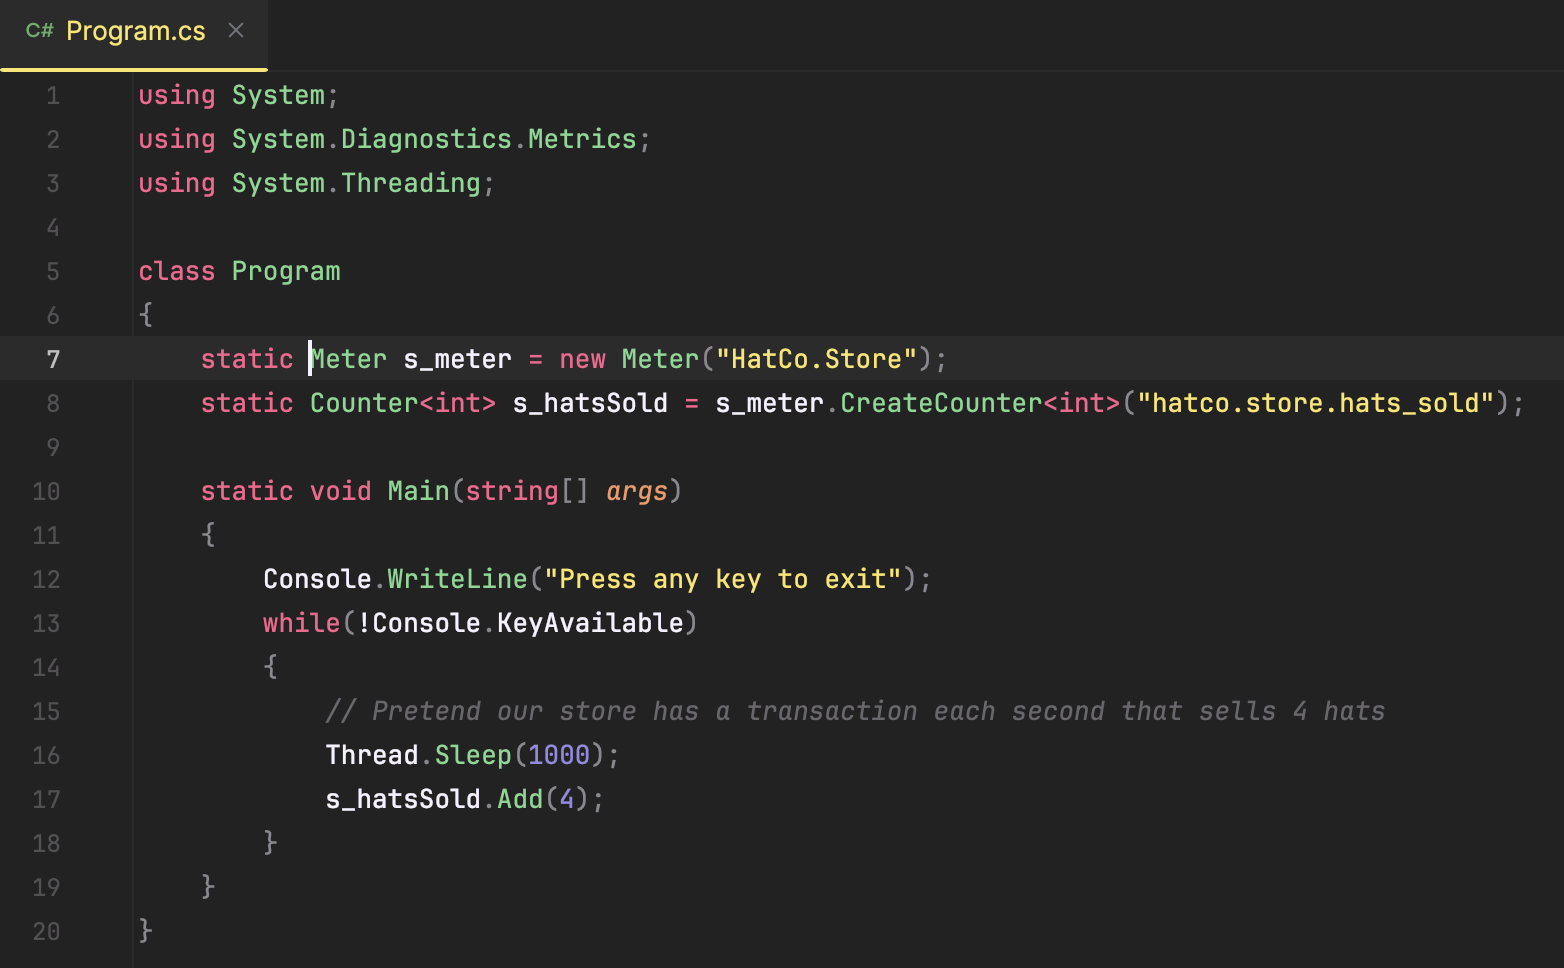 C# Program.cs ×
1 using System;
2 using System.Diagnostics.Metrics;
3 using System.Threading;
4
5 class Program
6 {
7     static Meter s_meter = new Meter("HatCo.Store");
8     static Counter<int> s_hatsSold = s_meter.CreateCounter<int>("hatco.store.hats_sold");
9
10     static void Main(string[] args)
11     {
12         Console.WriteLine("Press any key to exit");
13         while(!Console.KeyAvailable)
14         {
15             // Pretend our store has a transaction each second that sells 4 hats
16             Thread.Sleep(1000);
17             s_hatsSold.Add(4);
18         }
19     }
20 }